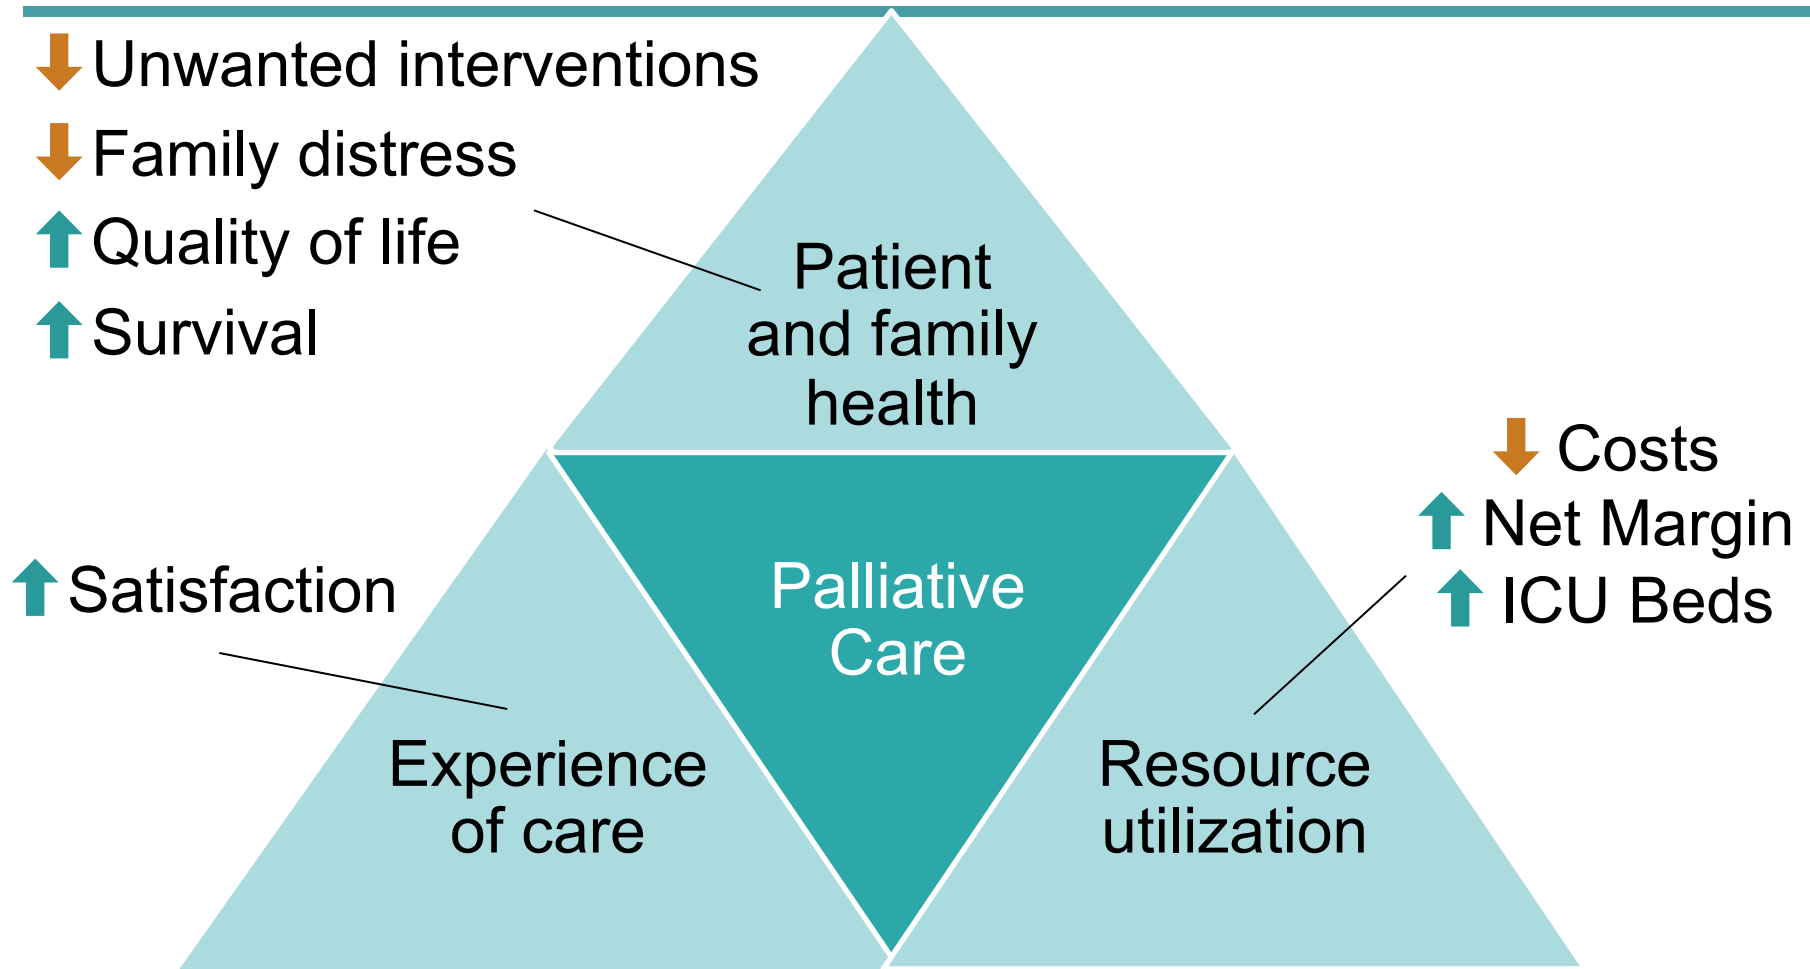 Unwanted interventions
Family distress
Quality of life
Survival
Patient
and family
health
Costs
Net Margin
ICU Beds
Satisfaction
Palliative
Care
Experience
of care
Resource
utilization